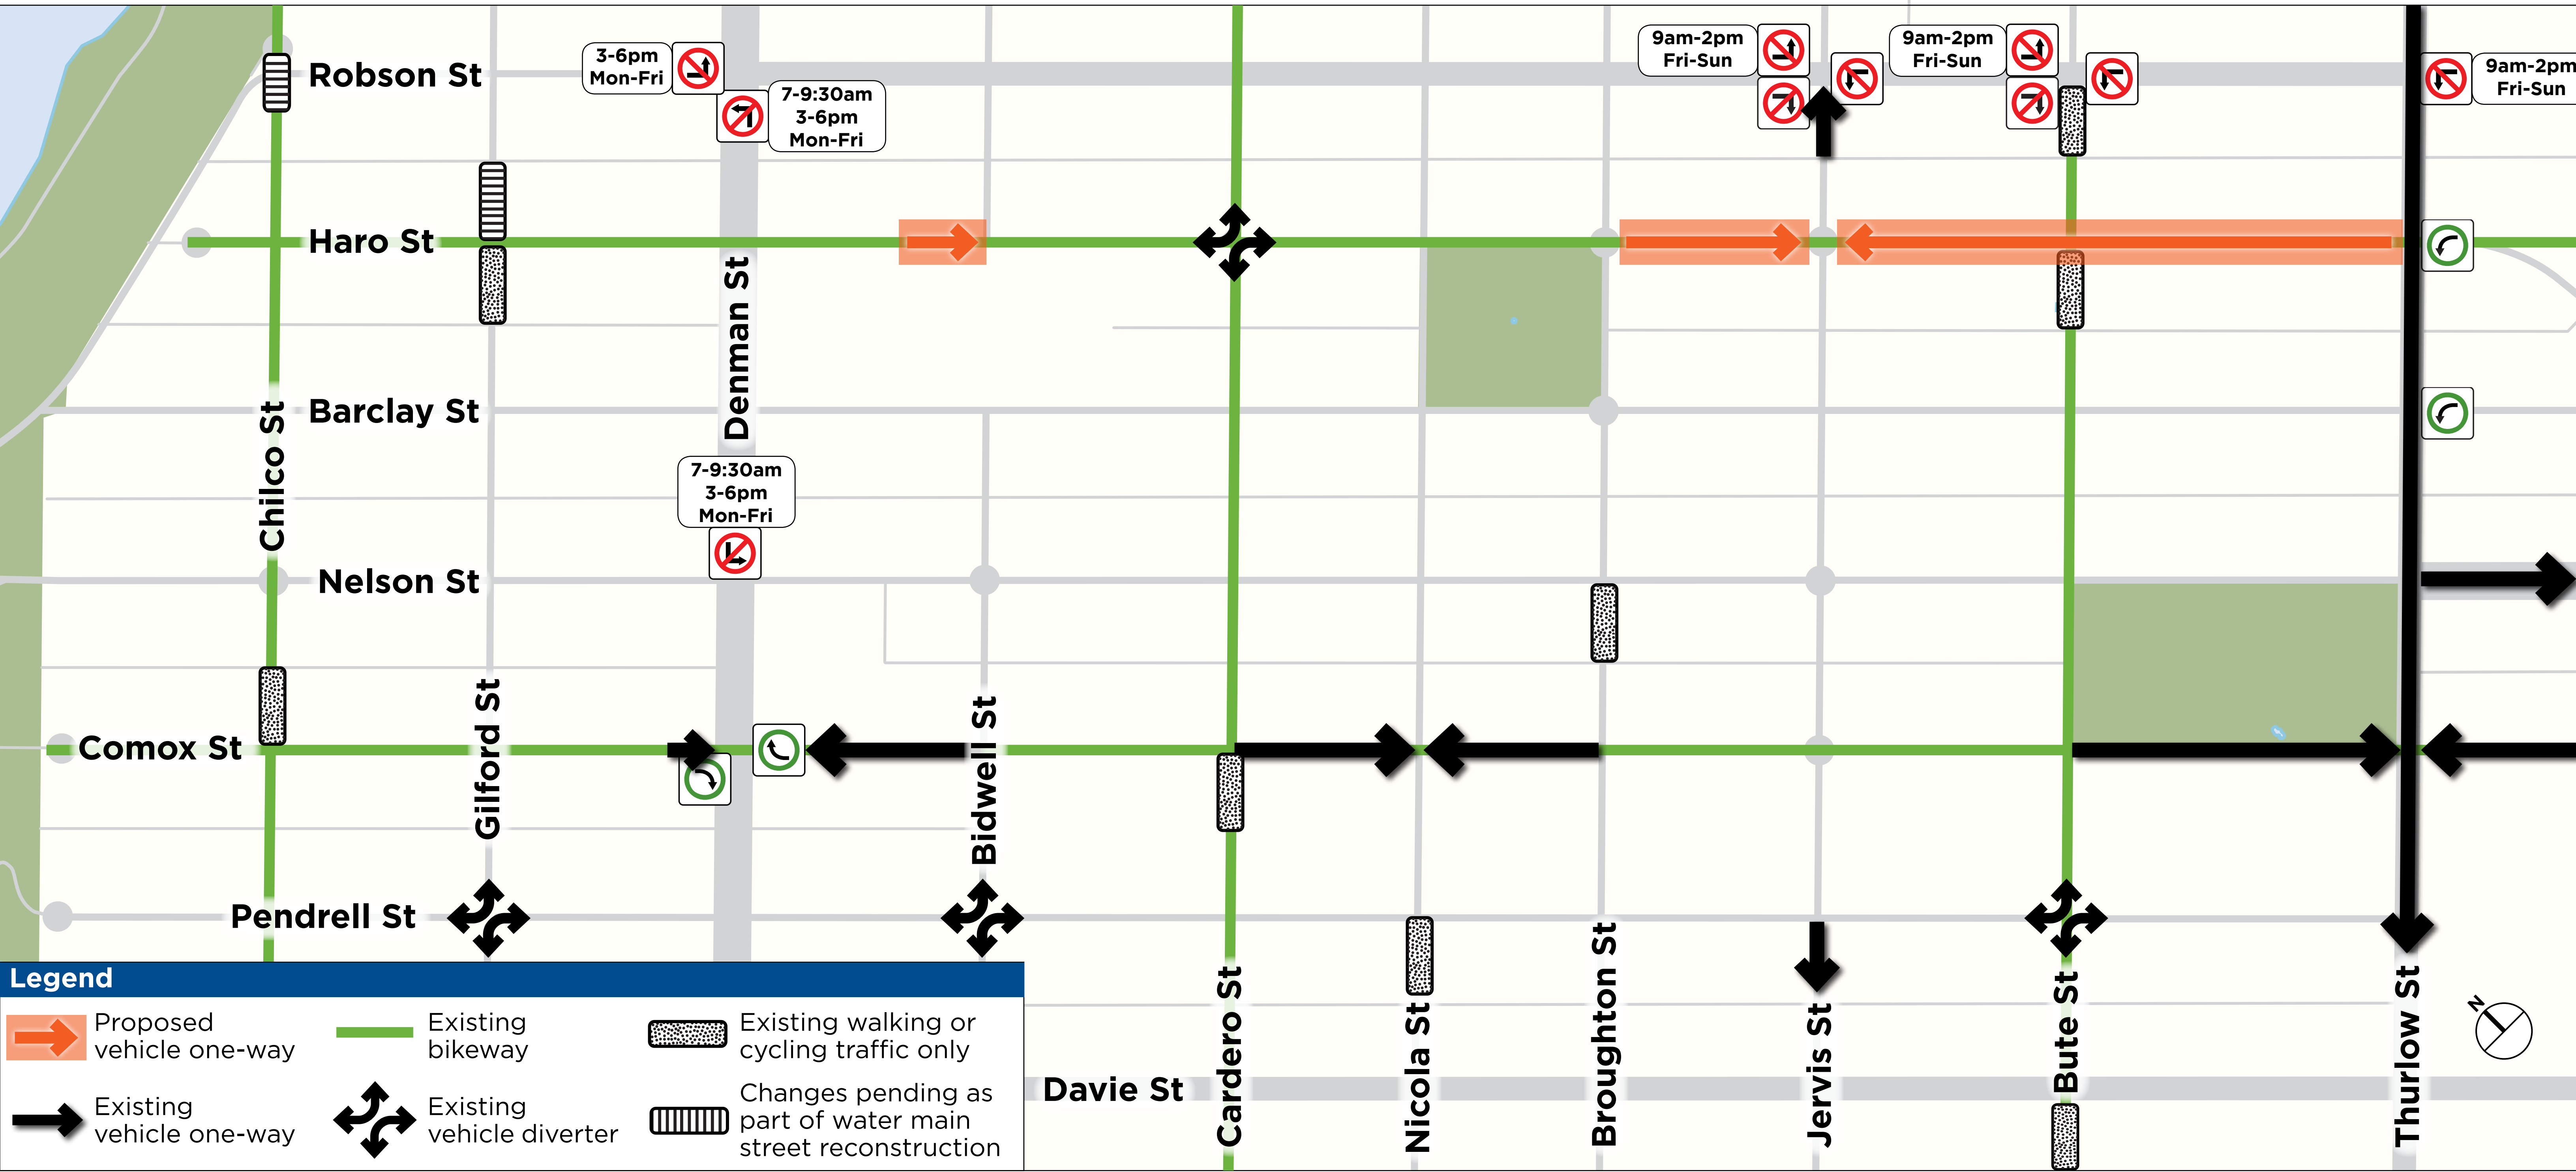 Robson St
3-6pm
Mon-Fri
7-9:30am
3-6pm
Mon-Fri
9am-2pm
Fri-Sun
9am-2pm
Fri-Sun
9am-2pm
Fri-Sun
Haro St
Denman St
Barclay St
Chilco St
7-9:30am
3-6pm
Mon-Fri
Nelson St
Comox St
Gilford St
Bidwell St
Pendrell St
Cardero St
Nicola St
Broughton St
Jervis St
Bute St
Thurlow St
N
Davie St
Legend
Proposed
vehicle one-way
Existing
bikeway
Existing walking or
cycling traffic only
Existing
vehicle one-way
Existing
vehicle diverter
Changes pending as
part of water main
street reconstruction